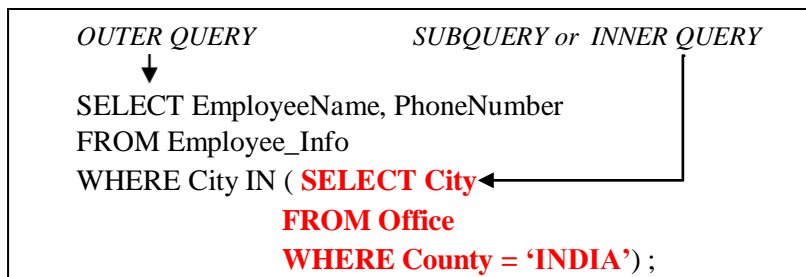 OUTER QUERY SUBQUERY or INNER QUERY
SELECT EmployeeName, PhoneNumber
FROM Employee_Info
WHERE City IN ( SELECT City
FROM Office
WHERE County = ‘INDIA’) ;